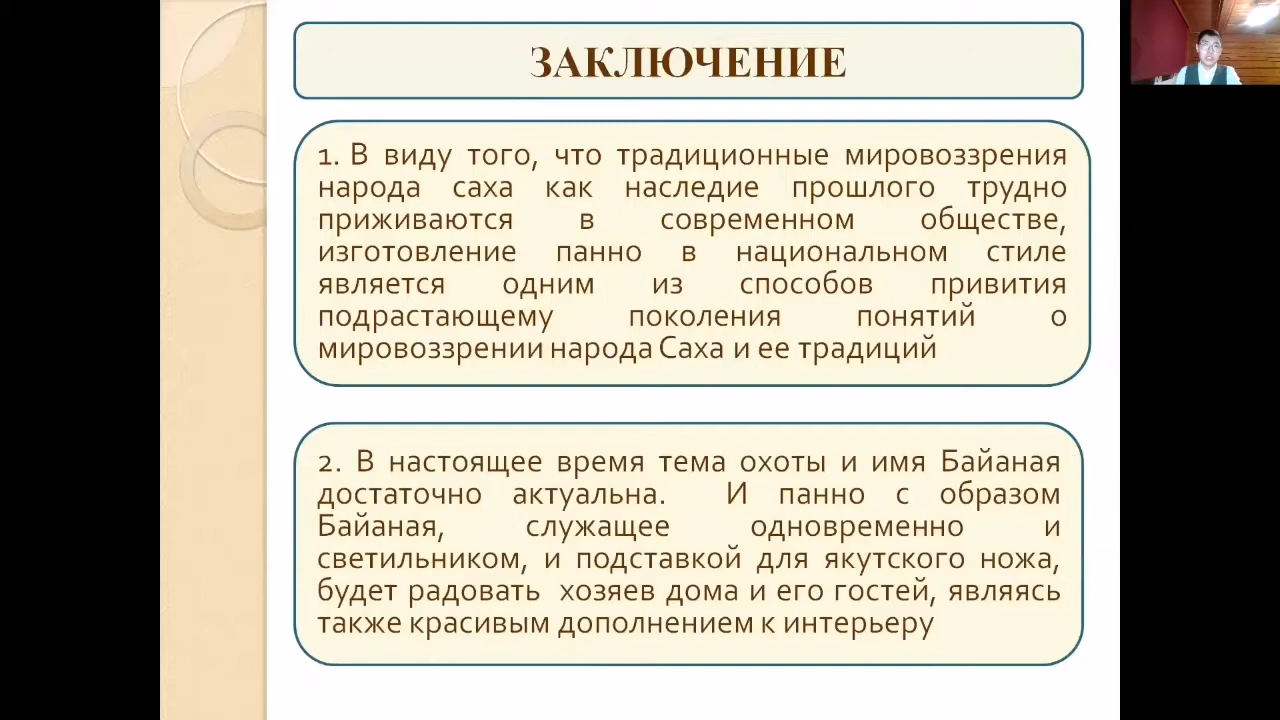 ЗАКЛЮЧЕНИЕ
1. В виду того, что традиционные мировоззрения
народа саха как наследие прошлого трудно
приживаются в современном обществе,
изготовление панно в национальном стиле
является одним из способов привития
подрастающему поколения понятий о
мировоззрении народа Саха и ее традиций
2. В настоящее время тема охоты и имя Байаная
достаточно актуальна. И панно с образом
Байаная, служащее одновременно и
светильником, и подставкой для якутского ножа,
будет радовать хозяев дома и его гостей, являясь
также красивым дополнением к интерьеру